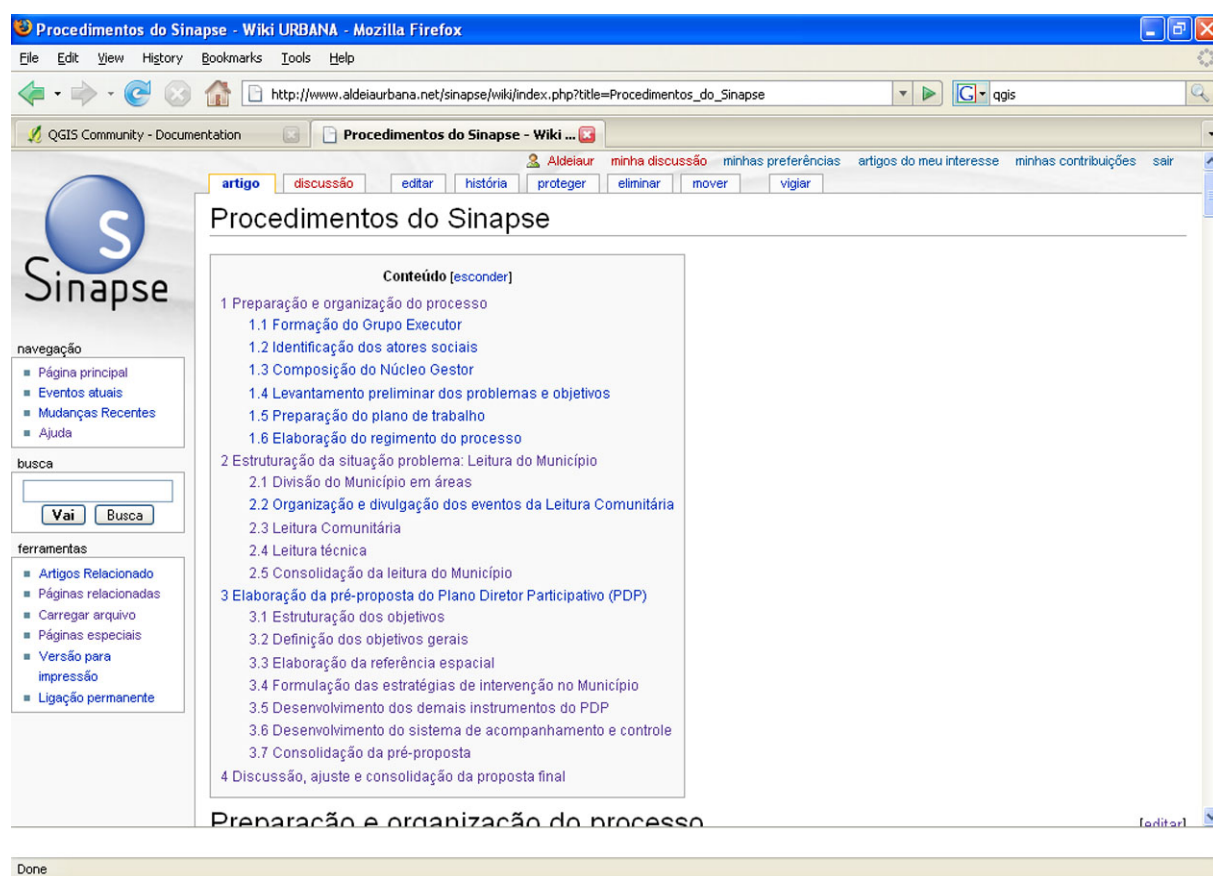 Procedimentos do Sinapse - Wiki URBANA - Mozilla Firefox
File Edit View History Bookmarks Tools Help
http://www.aldeiaurbana.net/sinapse/wiki/index.php?title=Procedimentos_do_Sinapse
G qgis
QGIS Community - Documentation
Procedimentos do Sinapse - Wiki ...
Aldeiaur minha discussão minhas preferências artigos do meu interesse minhas contribuições sair
artigo discussão editar história proteger eliminar mover vigiar
S
Sinapse
navegação
Página principal
Eventos atuais
Mudanças Recentes
Ajuda
busca
Vai Busca
ferramentas
Artigos Relacionado
Páginas relacionadas
Carregar arquivo
Páginas especiais
Versão para
impressão
Ligação permanente
Procedimentos do Sinapse
Conteúdo [esconder]
1 Preparação e organização do processo
1.1 Formação do Grupo Executor
1.2 Identificação dos atores sociais
1.3 Composição do Núcleo Gestor
1.4 Levantamento preliminar dos problemas e objetivos
1.5 Preparação do plano de trabalho
1.6 Elaboração do regimento do processo
2 Estruturação da situação problema: Leitura do Município
2.1 Divisão do Município em áreas
2.2 Organização e divulgação dos eventos da Leitura Comunitária
2.3 Leitura Comunitária
2.4 Leitura técnica
2.5 Consolidação da leitura do Município
3 Elaboração da pré-proposta do Plano Diretor Participativo (PDP)
3.1 Estruturação dos objetivos
3.2 Definição dos objetivos gerais
3.3 Elaboração da referência espacial
3.4 Formulação das estratégias de intervenção no Município
3.5 Desenvolvimento dos demais instrumentos do PDP
3.6 Desenvolvimento do sistema de acompanhamento e controle
3.7 Consolidação da pré-proposta
4 Discussão, ajuste e consolidação da proposta final
Preparação e organização do processo
[editar]
Done